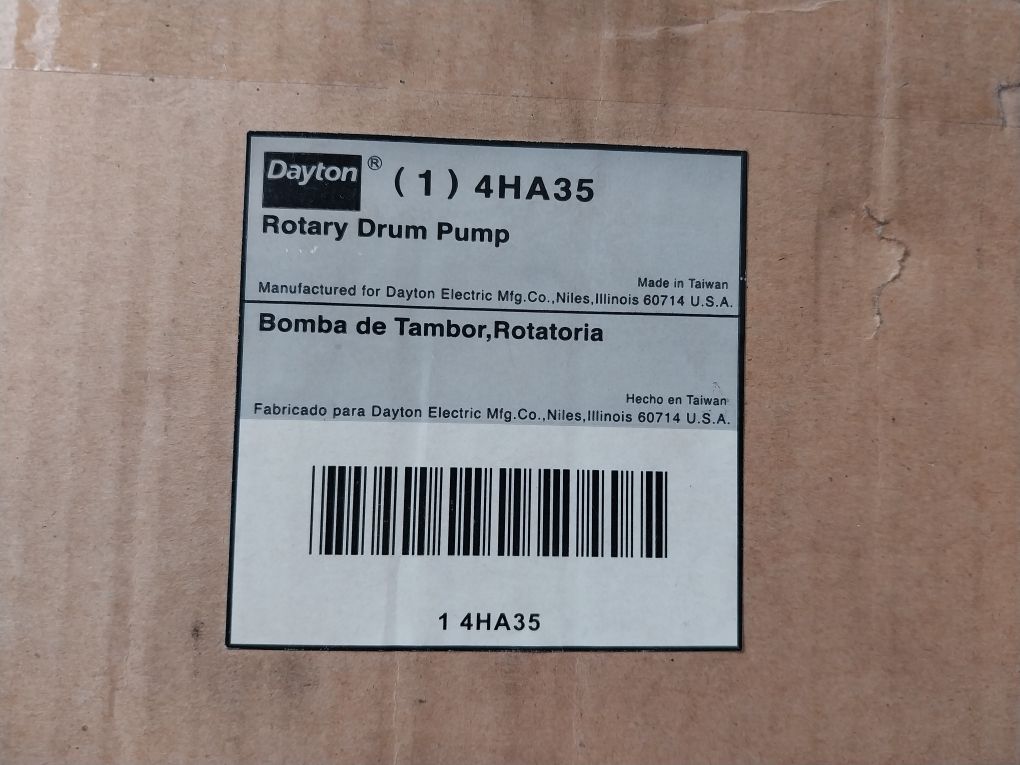 Dayton® (1) 4HA35
Rotary Drum Pump
Made in Taiwan
Manufactured for Dayton Electric Mfg.Co.,Niles,Illinois 60714 U.S.A.
Bomba de Tambor,Rotatoria
Hecho en Taiwan
Fabricado para Dayton Electric Mfg.Co.,Niles,Illinois 60714 U.S.A.
1 4HA35